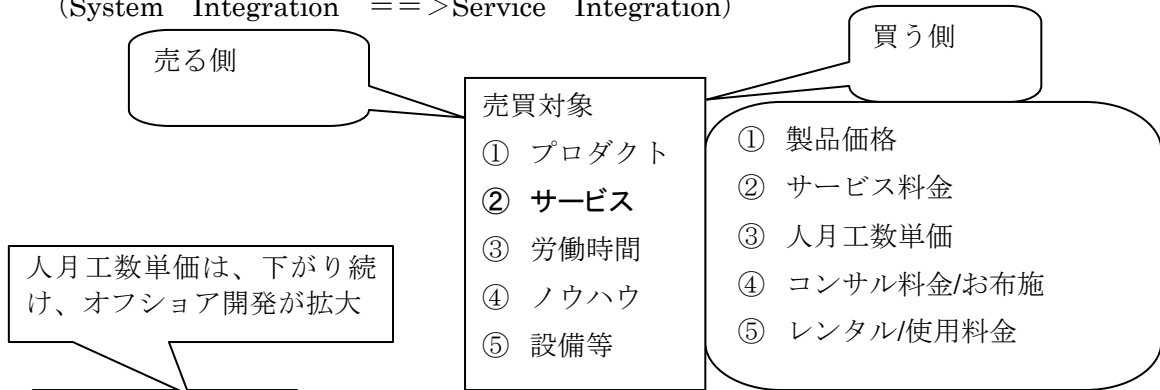 (System Integration ==>Service Integration)
売る側
買う側
売買対象
① プロダクト
② サービス
③ 労働時間
④ ノウハウ
⑤ 設備等
① 製品価格
② サービス料金
③ 人月工数単価
④ コンサル料金/お布施
⑤ レンタル/使用料金
人月工数単価は、下がり続
け、オフショア開発が拡大